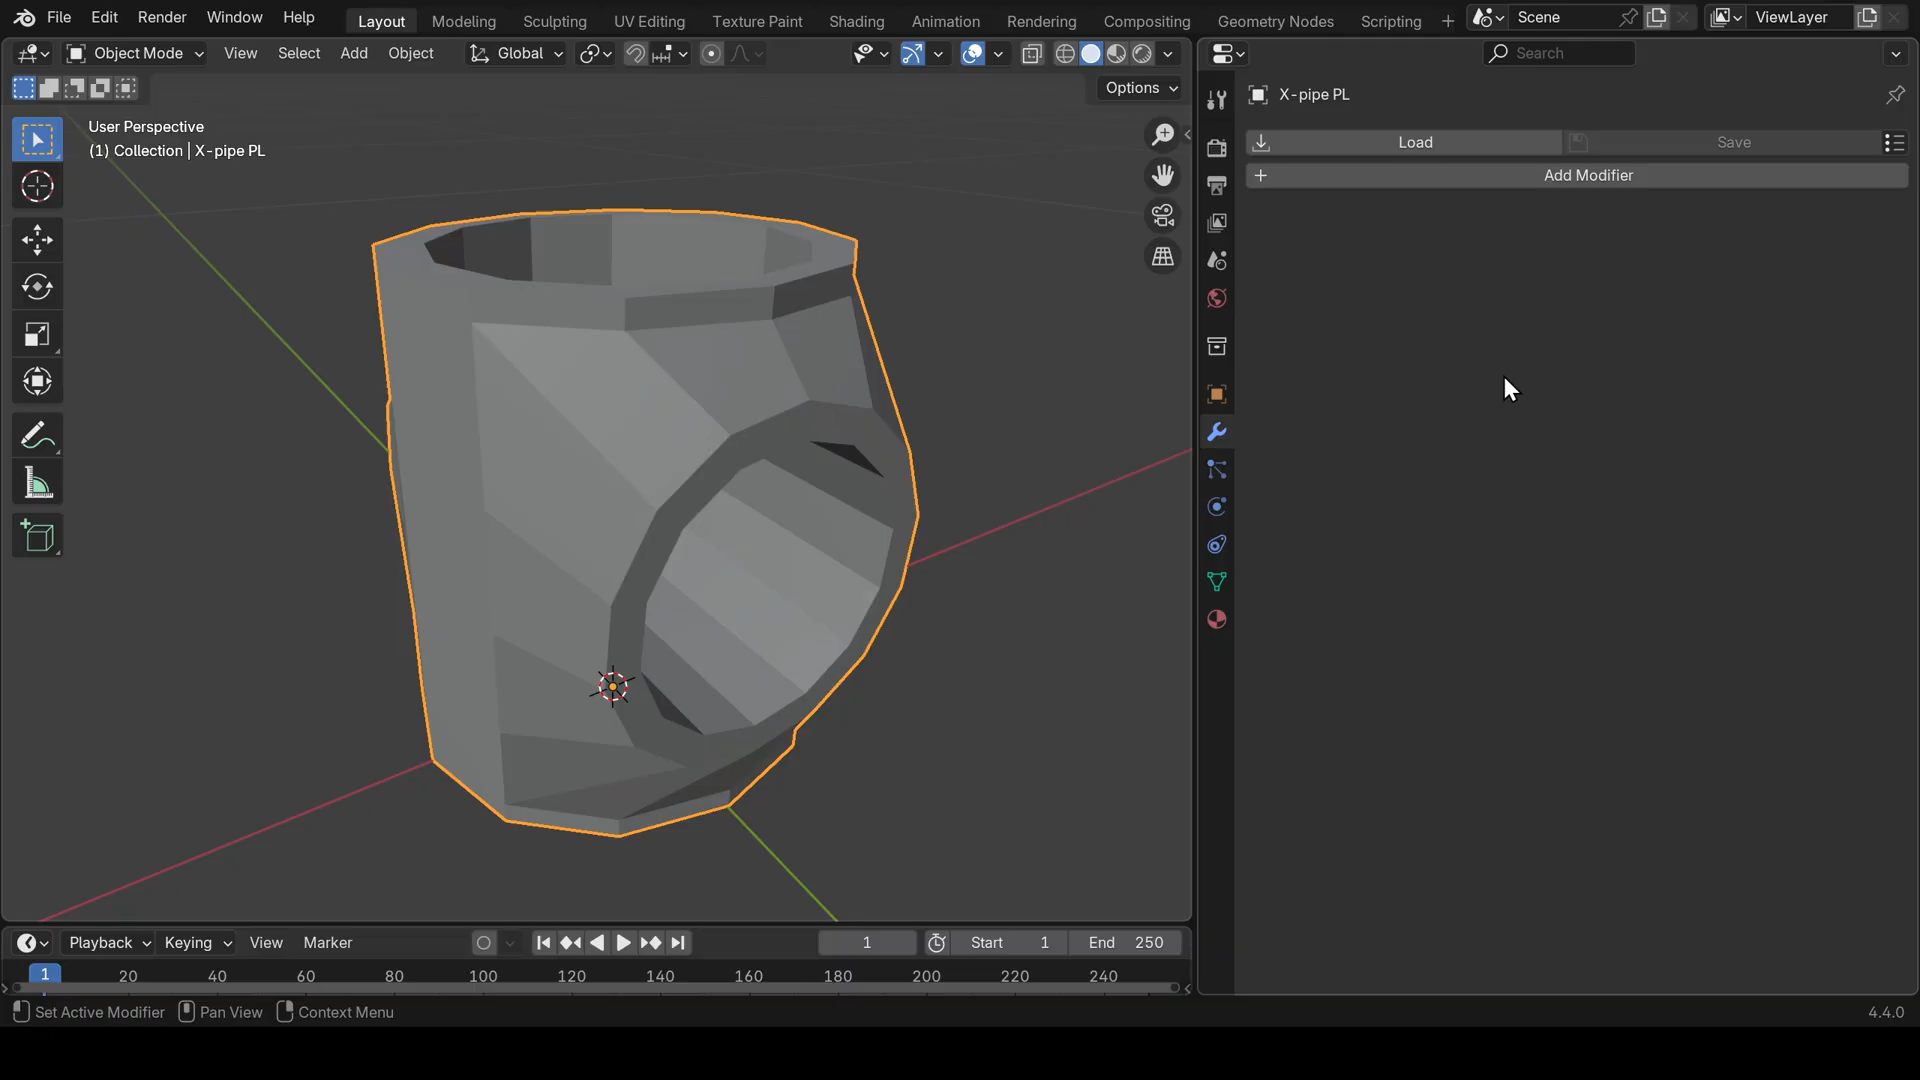 File Edit Render Window Help Layout Modeling Sculpting UV Editing Texture Paint Shading Animation Rendering Compositing Geometry Nodes Scripting Scene ViewLayer
Object Mode View Select Add Object Global Search
Options
X-pipe PL
User Perspective
(1) Collection | X-pipe PL
Load Save
Add Modifier
Playback Keying View Marker 1 Start 1 End 250
1 20 40 60 80 100 120 140 160 180 200 220 240
Set Active Modifier Pan View Context Menu 4.4.0